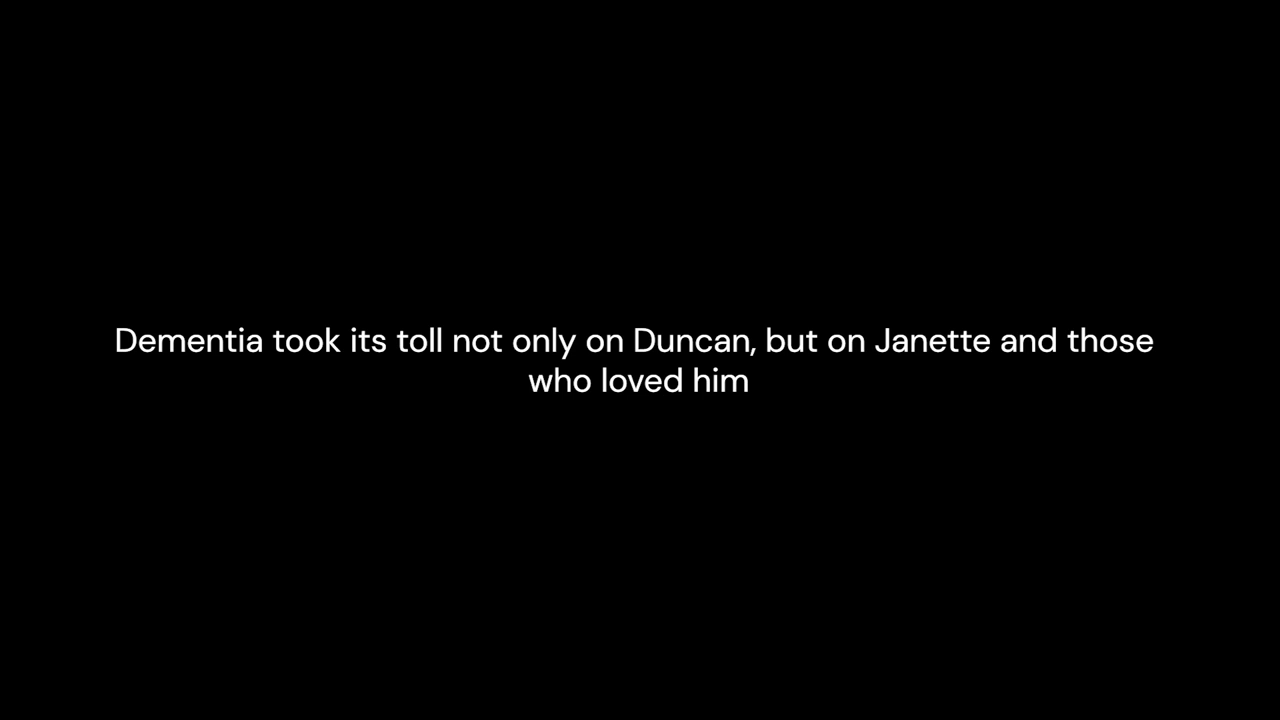 Dementia took its toll not only on Duncan, but on Janette and those
who loved him